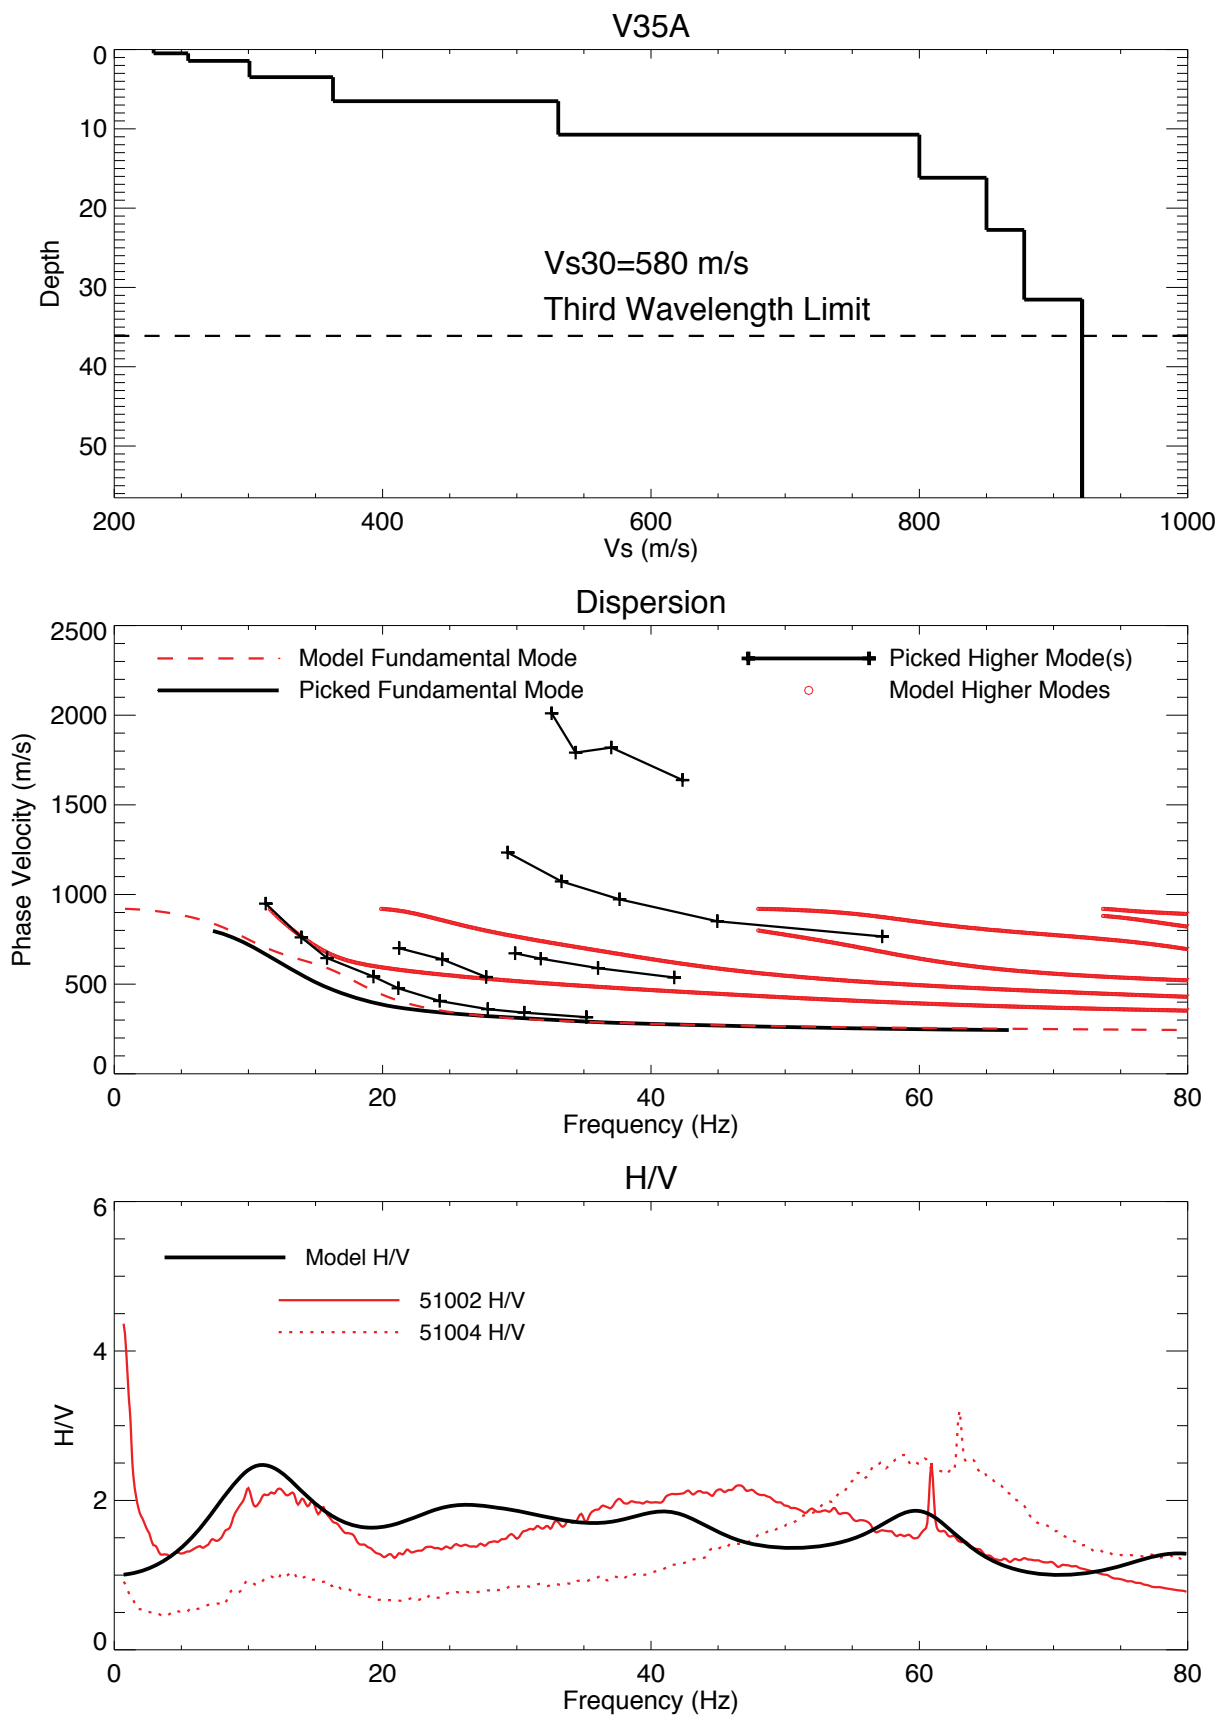 V35A
0
10
20
30
40
50
Depth
Vs30=580 m/s
Third Wavelength Limit
200 400 600 800 1000
Vs (m/s)
Dispersion
2500
2000
1500
1000
500
0
Phase Velocity (m/s)
Model Fundamental Mode
Picked Fundamental Mode
Picked Higher Mode(s)
Model Higher Modes
0 20 40 60 80
Frequency (Hz)
H/V
6
4
2
0
H/V
Model H/V
51002 H/V
51004 H/V
0 20 40 60 80
Frequency (Hz)